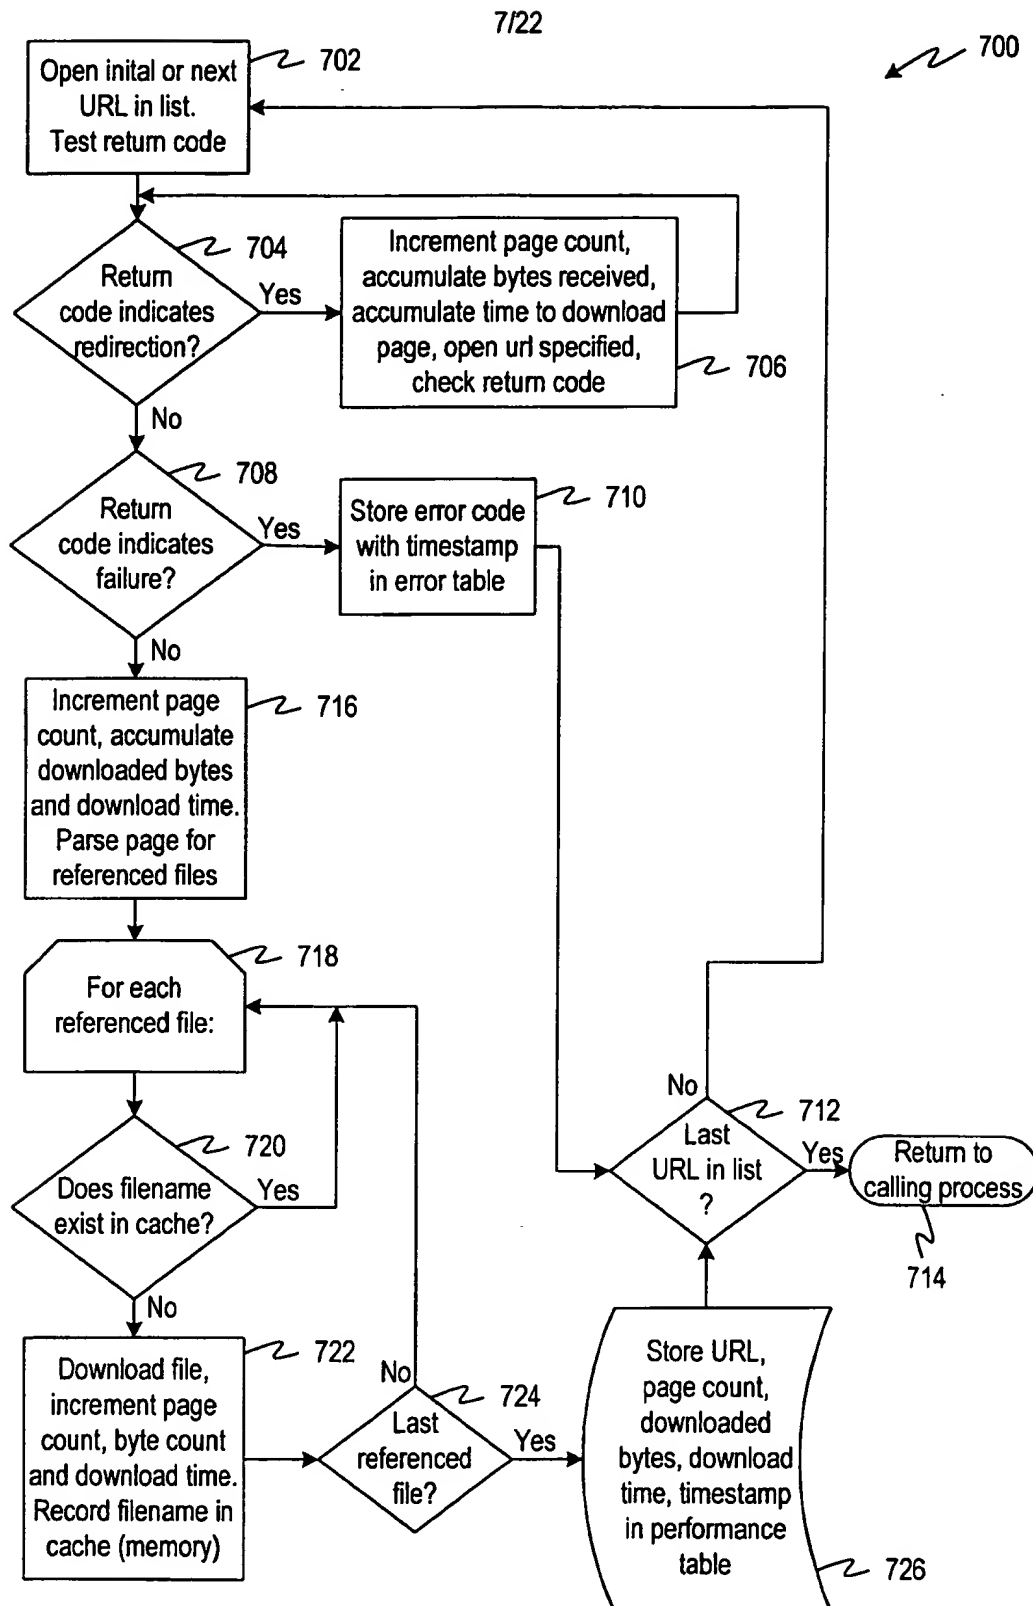 7/22
700
702
Open inital or next
URL in list.
Test return code
704
Return
code indicates
redirection?
Yes
Increment page count,
accumulate bytes received,
accumulate time to download
page, open url specified,
check return code
706
No
708
Return
code indicates
failure?
Yes
Store error code
with timestamp
in error table
710
No
Increment page
count, accumulate
downloaded bytes
and download time.
Parse page for
referenced files
716
718
For each
referenced file:
720
Does filename
exist in cache?
Yes
No
Download file,
increment page
count, byte count
and download time.
Record filename in
cache (memory)
722
No
724
Last
referenced
file?
Yes
No
712
Last
URL in list
?
Yes
Return to
calling process
714
Store URL,
page count,
downloaded
bytes, download
time, timestamp
in performance
table
726